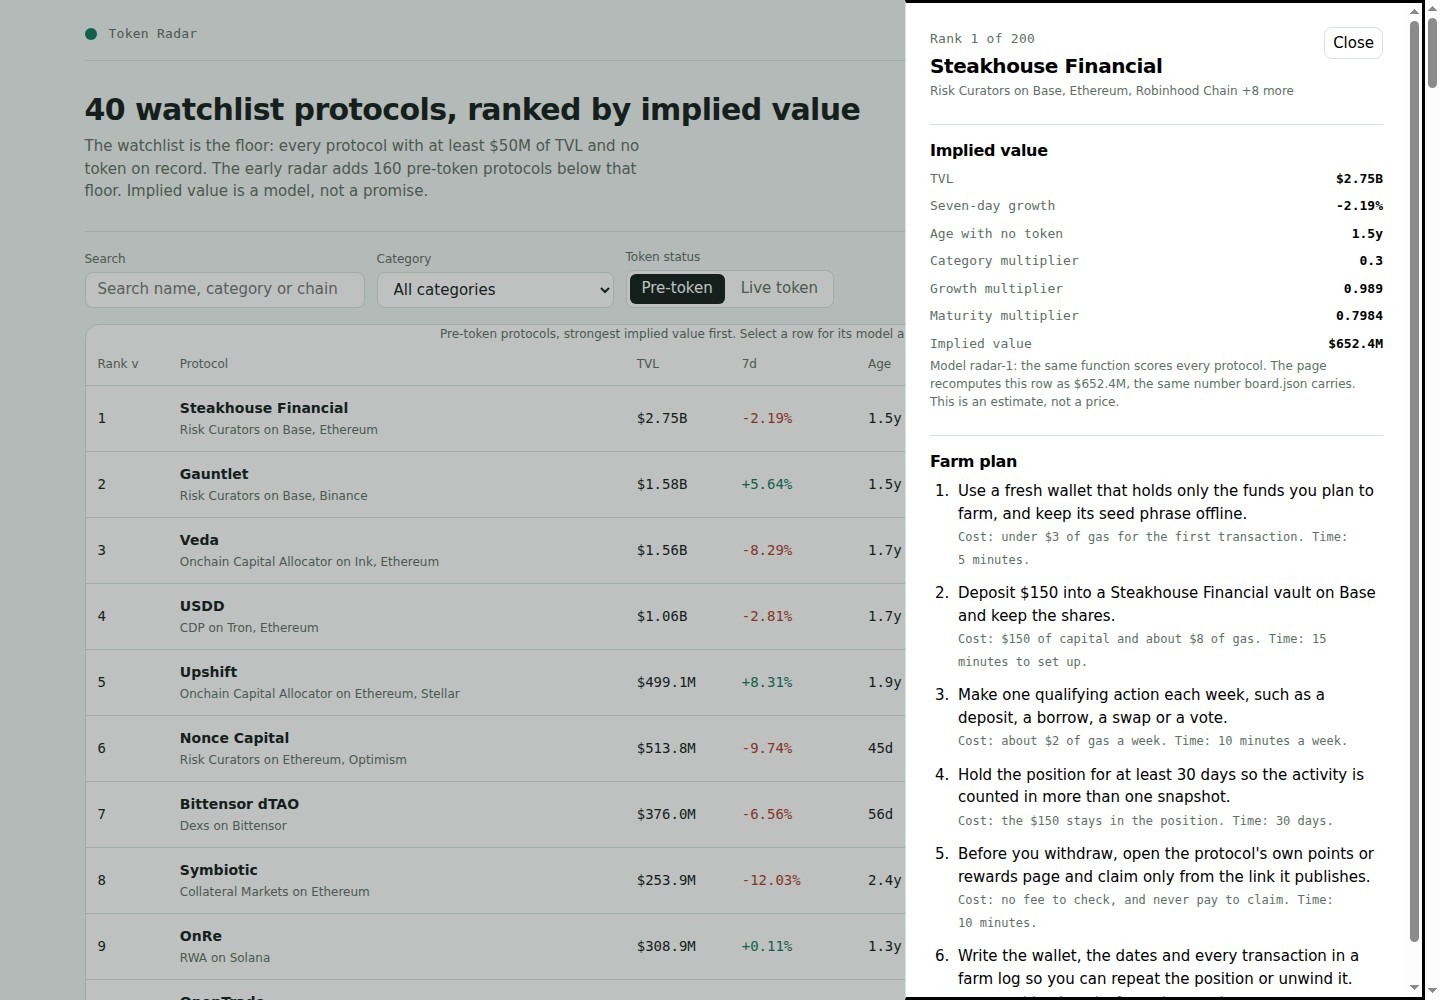 Token Radar
40 watchlist protocols, ranked by implied value
The watchlist is the floor: every protocol with at least $50M of TVL and no
token on record. The early radar adds 160 pre-token protocols below that
floor. Implied value is a model, not a promise.
Search
Category
Token status
Search name, category or chain
All categories
Pre-token
Live token
Pre-token protocols, strongest implied value first. Select a row for its model a
Rank v Protocol TVL 7d Age
1 Steakhouse Financial $2.75B -2.19% 1.5y
Risk Curators on Base, Ethereum
2 Gauntlet $1.58B +5.64% 1.5y
Risk Curators on Base, Binance
3 Veda $1.56B -8.29% 1.7y
Onchain Capital Allocator on Ink, Ethereum
4 USDD $1.06B -2.81% 1.7y
CDP on Tron, Ethereum
5 Upshift $499.1M +8.31% 1.9y
Onchain Capital Allocator on Ethereum, Stellar
6 Nonce Capital $513.8M -9.74% 45d
Risk Curators on Ethereum, Optimism
7 Bittensor dTAO $376.0M -6.56% 56d
Dexs on Bittensor
8 Symbiotic $253.9M -12.03% 2.4y
Collateral Markets on Ethereum
9 OnRe $308.9M +0.11% 1.3y
RWA on Solana
Rank 1 of 200
Close
Steakhouse Financial
Risk Curators on Base, Ethereum, Robinhood Chain +8 more
Implied value
TVL $2.75B
Seven-day growth -2.19%
Age with no token 1.5y
Category multiplier 0.3
Growth multiplier 0.989
Maturity multiplier 0.7984
Implied value $652.4M
Model radar-1: the same function scores every protocol. The page
recomputes this row as $652.4M, the same number board.json carries.
This is an estimate, not a price.
Farm plan
1. Use a fresh wallet that holds only the funds you plan to
farm, and keep its seed phrase offline.
Cost: under $3 of gas for the first transaction. Time:
5 minutes.
2. Deposit $150 into a Steakhouse Financial vault on Base
and keep the shares.
Cost: $150 of capital and about $8 of gas. Time: 15
minutes to set up.
3. Make one qualifying action each week, such as a
deposit, a borrow, a swap or a vote.
Cost: about $2 of gas a week. Time: 10 minutes a week.
4. Hold the position for at least 30 days so the activity is
counted in more than one snapshot.
Cost: the $150 stays in the position. Time: 30 days.
5. Before you withdraw, open the protocol's own points or
rewards page and claim only from the link it publishes.
Cost: no fee to check, and never pay to claim. Time:
10 minutes.
6. Write the wallet, the dates and every transaction in a
farm log so you can repeat the position or unwind it.